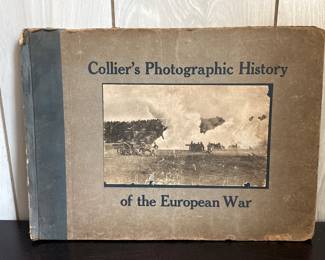 Collier's Photographic History
of the European War